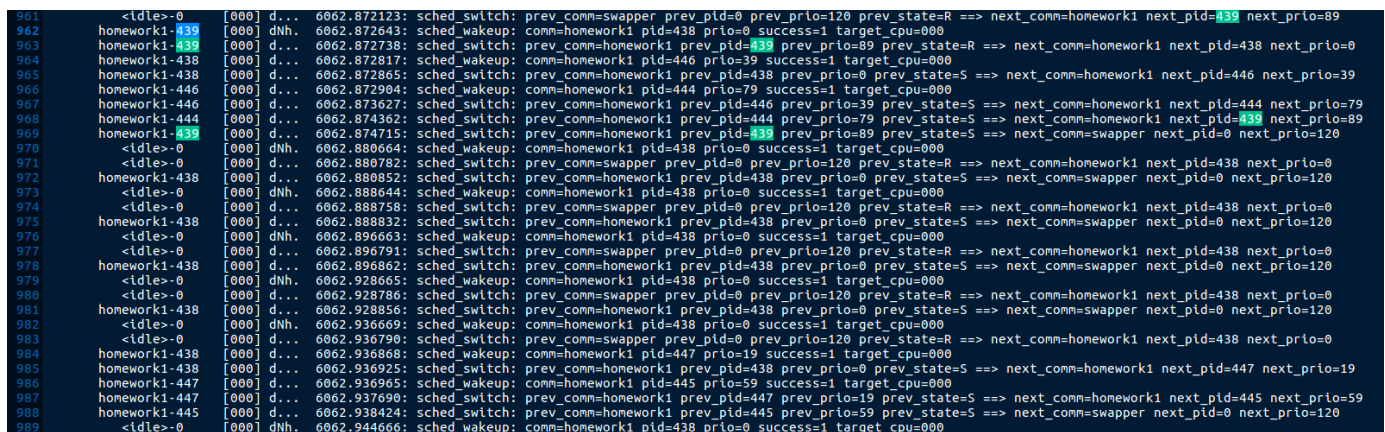 961 <idle>-0 [000] d... 6062.872123: sched_switch: prev_comm=swapper prev_pid=0 prev_prio=120 prev_state=R ==> next_comm=homework1 next_pid=439 next_prio=89
962 homework1-439 [000] dNh. 6062.872643: sched_wakeup: comm=homework1 pid=438 prio=0 success=1 target_cpu=000
963 homework1-439 [000] d... 6062.872738: sched_switch: prev_comm=homework1 prev_pid=439 prev_prio=89 prev_state=R ==> next_comm=homework1 next_pid=438 next_prio=0
964 homework1-438 [000] d... 6062.872817: sched_wakeup: comm=homework1 pid=446 prio=39 success=1 target_cpu=000
965 homework1-438 [000] d... 6062.872865: sched_switch: prev_comm=homework1 prev_pid=438 prev_prio=0 prev_state=S ==> next_comm=homework1 next_pid=446 next_prio=39
966 homework1-446 [000] d... 6062.872904: sched_wakeup: comm=homework1 pid=444 prio=79 success=1 target_cpu=000
967 homework1-446 [000] d... 6062.873627: sched_switch: prev_comm=homework1 prev_pid=446 prev_prio=39 prev_state=S ==> next_comm=homework1 next_pid=444 next_prio=79
968 homework1-444 [000] d... 6062.874362: sched_switch: prev_comm=homework1 prev_pid=444 prev_prio=79 prev_state=S ==> next_comm=homework1 next_pid=439 next_prio=89
969 homework1-439 [000] d... 6062.874715: sched_switch: prev_comm=homework1 prev_pid=439 prev_prio=89 prev_state=S ==> next_comm=swapper next_pid=0 next_prio=120
970 <idle>-0 [000] dNh. 6062.880664: sched_wakeup: comm=homework1 pid=438 prio=0 success=1 target_cpu=000
971 <idle>-0 [000] d... 6062.880782: sched_switch: prev_comm=swapper prev_pid=0 prev_prio=120 prev_state=R ==> next_comm=homework1 next_pid=438 next_prio=0
972 homework1-438 [000] d... 6062.880852: sched_switch: prev_comm=homework1 prev_pid=438 prev_prio=0 prev_state=S ==> next_comm=swapper next_pid=0 next_prio=120
973 <idle>-0 [000] dNh. 6062.888644: sched_wakeup: comm=homework1 pid=438 prio=0 success=1 target_cpu=000
974 <idle>-0 [000] d... 6062.888758: sched_switch: prev_comm=swapper prev_pid=0 prev_prio=120 prev_state=R ==> next_comm=homework1 next_pid=438 next_prio=0
975 homework1-438 [000] d... 6062.888832: sched_switch: prev_comm=homework1 prev_pid=438 prev_prio=0 prev_state=S ==> next_comm=swapper next_pid=0 next_prio=120
976 <idle>-0 [000] dNh. 6062.896663: sched_wakeup: comm=homework1 pid=438 prio=0 success=1 target_cpu=000
977 <idle>-0 [000] d... 6062.896791: sched_switch: prev_comm=swapper prev_pid=0 prev_prio=120 prev_state=R ==> next_comm=homework1 next_pid=438 next_prio=0
978 homework1-438 [000] d... 6062.896862: sched_switch: prev_comm=homework1 prev_pid=438 prev_prio=0 prev_state=S ==> next_comm=swapper next_pid=0 next_prio=120
979 <idle>-0 [000] dNh. 6062.928665: sched_wakeup: comm=homework1 pid=438 prio=0 success=1 target_cpu=000
980 <idle>-0 [000] d... 6062.928786: sched_switch: prev_comm=swapper prev_pid=0 prev_prio=120 prev_state=R ==> next_comm=homework1 next_pid=438 next_prio=0
981 homework1-438 [000] d... 6062.928856: sched_switch: prev_comm=homework1 prev_pid=438 prev_prio=0 prev_state=S ==> next_comm=swapper next_pid=0 next_prio=120
982 <idle>-0 [000] dNh. 6062.936669: sched_wakeup: comm=homework1 pid=438 prio=0 success=1 target_cpu=000
983 <idle>-0 [000] d... 6062.936790: sched_switch: prev_comm=swapper prev_pid=0 prev_prio=120 prev_state=R ==> next_comm=homework1 next_pid=438 next_prio=0
984 homework1-438 [000] d... 6062.936868: sched_wakeup: comm=homework1 pid=447 prio=19 success=1 target_cpu=000
985 homework1-438 [000] d... 6062.936925: sched_switch: prev_comm=homework1 prev_pid=438 prev_prio=0 prev_state=S ==> next_comm=homework1 next_pid=447 next_prio=19
986 homework1-447 [000] d... 6062.936965: sched_wakeup: comm=homework1 pid=445 prio=59 success=1 target_cpu=000
987 homework1-447 [000] d... 6062.937690: sched_switch: prev_comm=homework1 prev_pid=447 prev_prio=19 prev_state=S ==> next_comm=homework1 next_pid=445 next_prio=59
988 homework1-445 [000] d... 6062.938424: sched_switch: prev_comm=homework1 prev_pid=445 prev_prio=59 prev_state=S ==> next_comm=swapper next_pid=0 next_prio=120
989 <idle>-0 [000] dNh. 6062.944666: sched_wakeup: comm=homework1 pid=438 prio=0 success=1 target_cpu=000